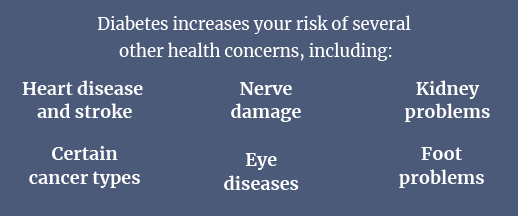 Diabetes increases your risk of several
other health concerns, including:
Heart disease
and stroke
Nerve
damage
Kidney
problems
Certain
cancer types
Eye
diseases
Foot
problems